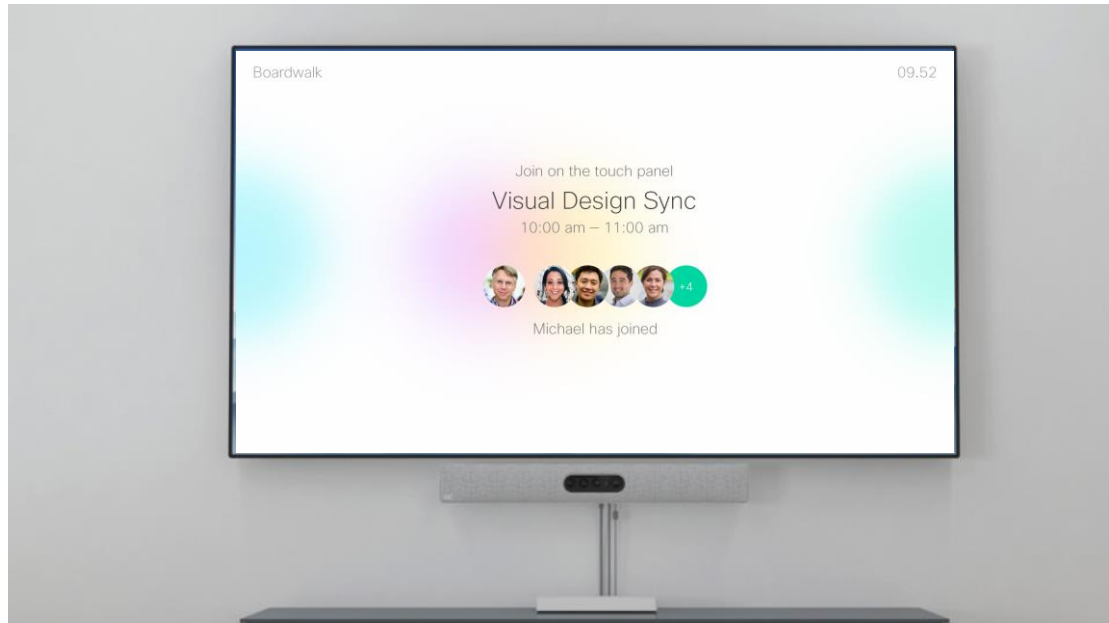 Boardwalk
09.52
Join on the touch panel
Visual Design Sync
10:00 am – 11:00 am
+4
Michael has joined